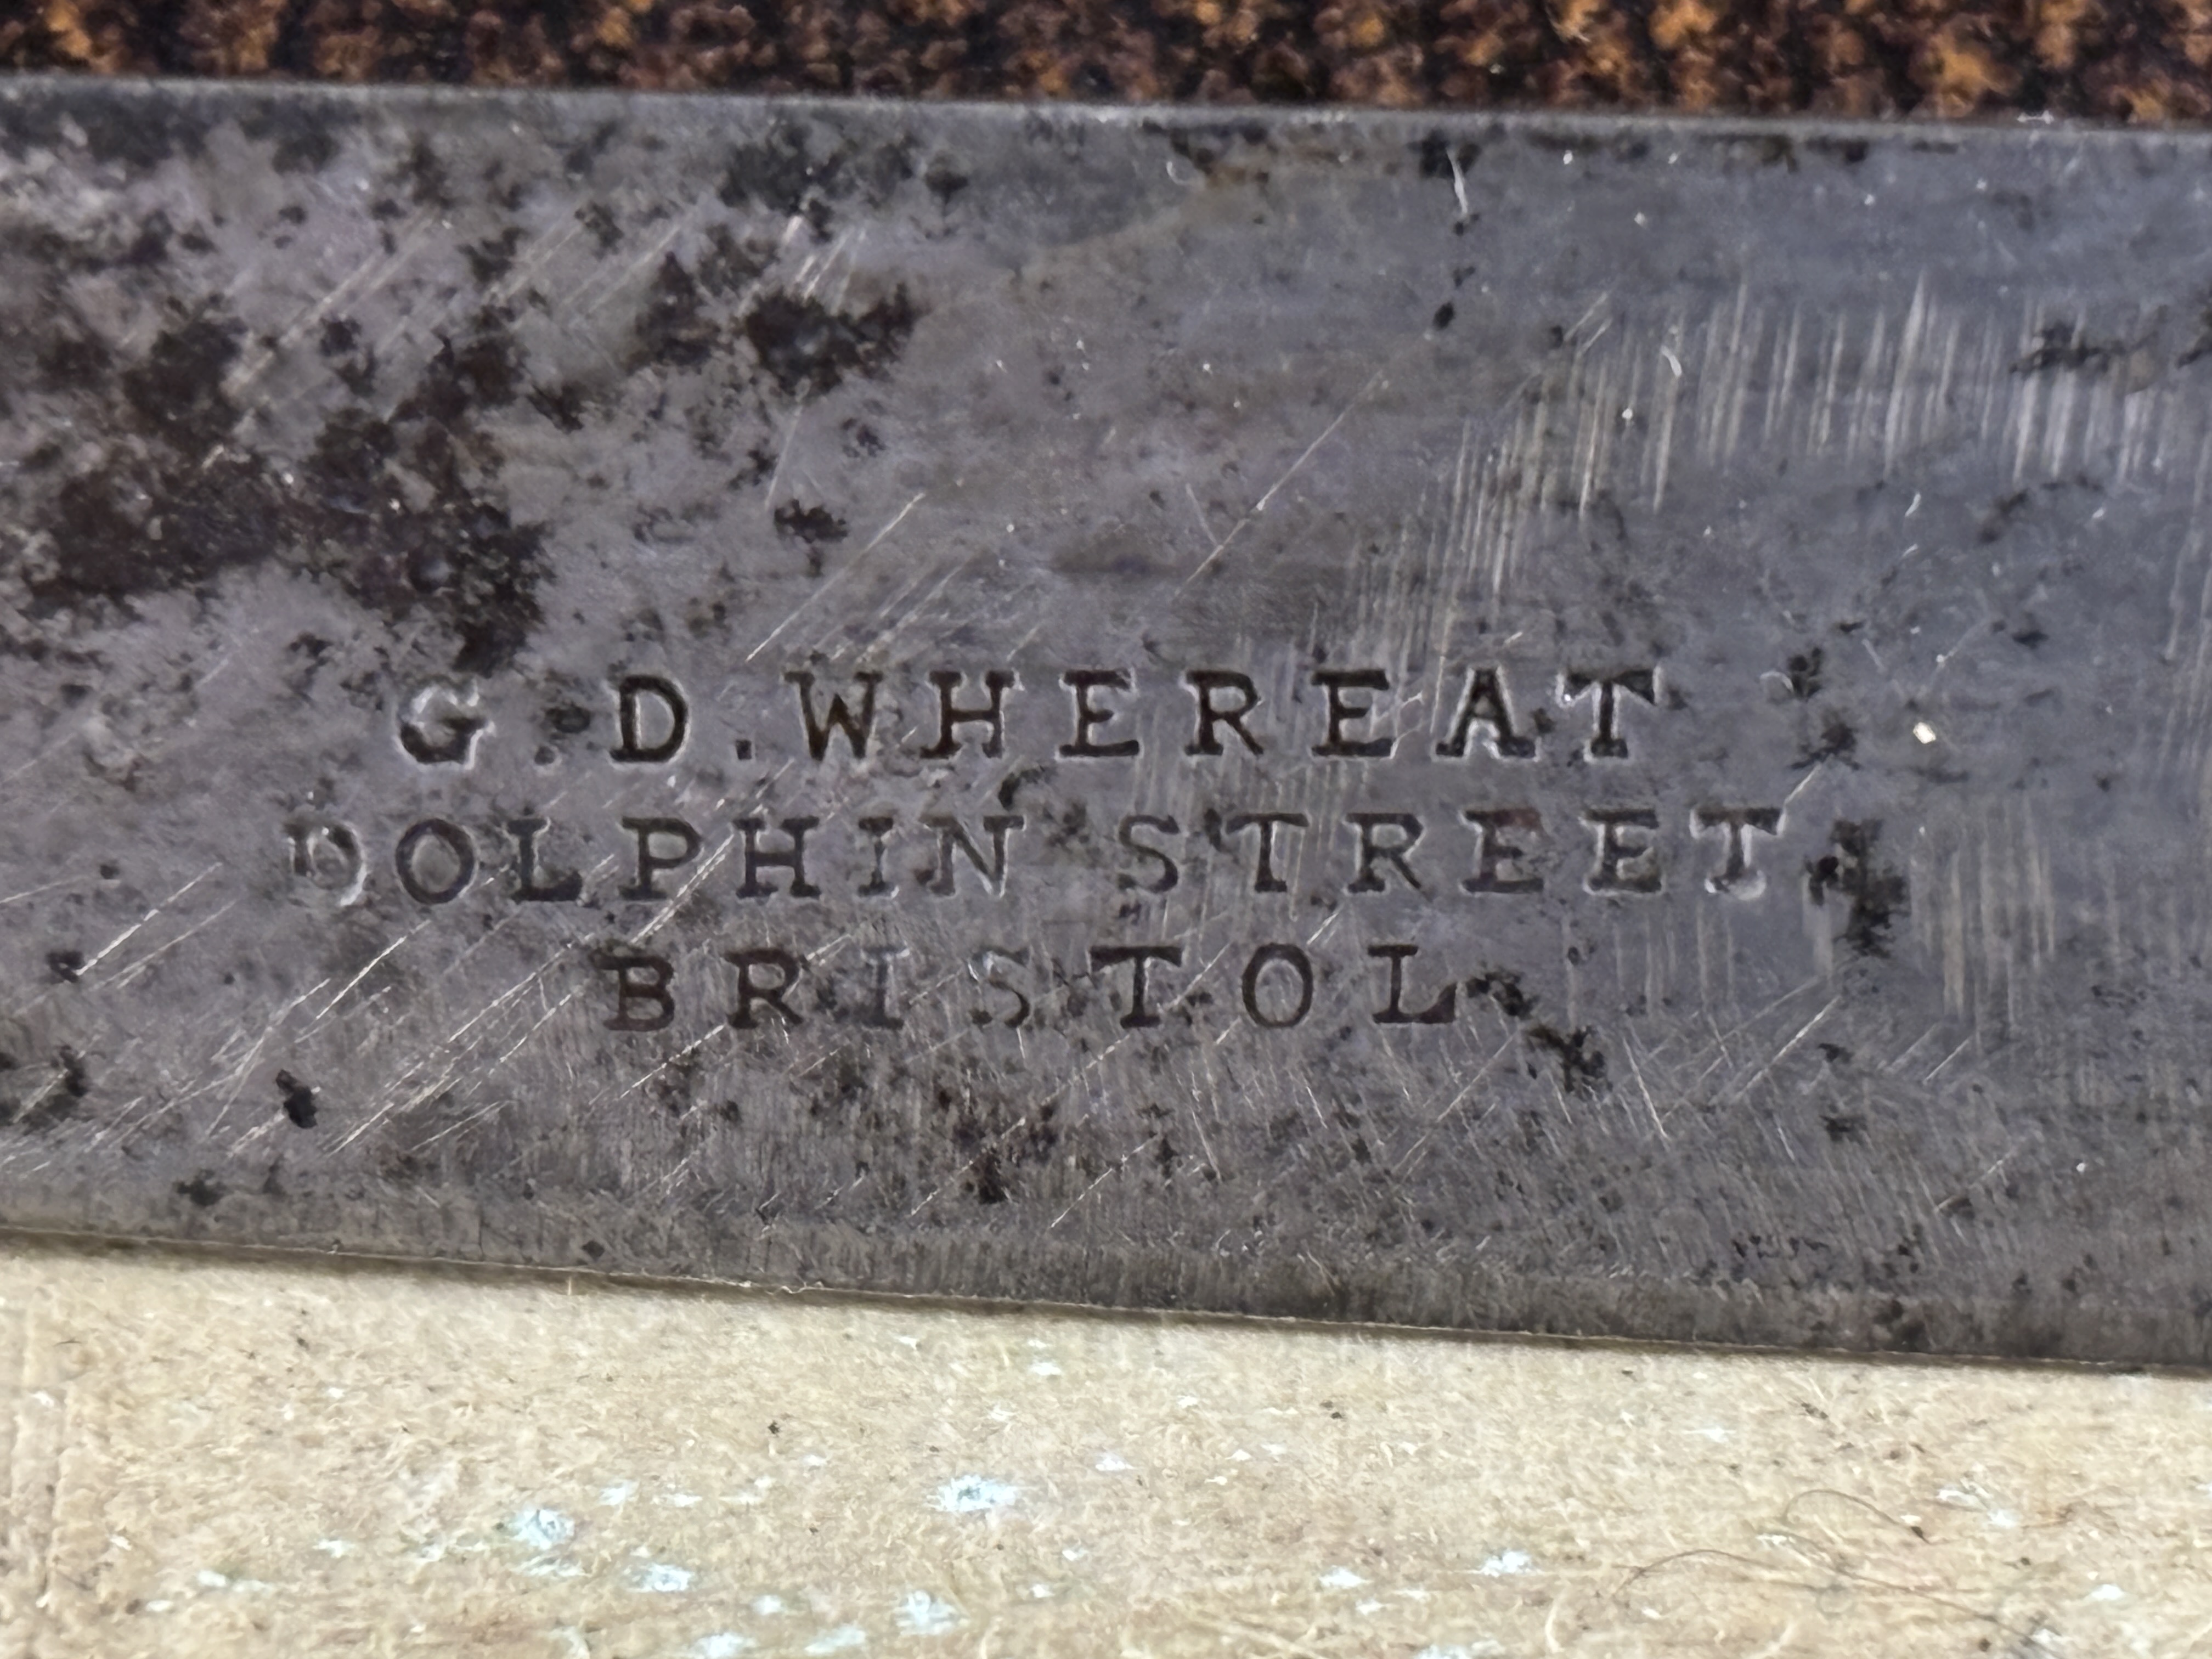 G. D. WHEREAT
DOLPHIN STREET
BRISTOL